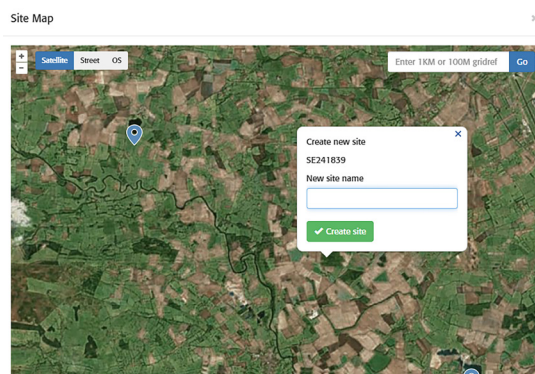 Site Map
+
−
Satellite Street OS
Enter 1KM or 100M gridref Go
Create new site
SE241839
New site name
Create site